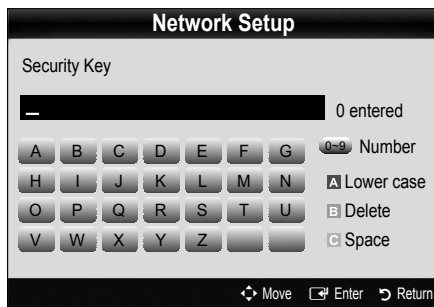 Network Setup
Security Key
_
0 entered
A B C D E F G
0~9 Number
H I J K L M N
A Lower case
O P Q R S T U
B Delete
V W X Y Z
C Space
Move Enter Return